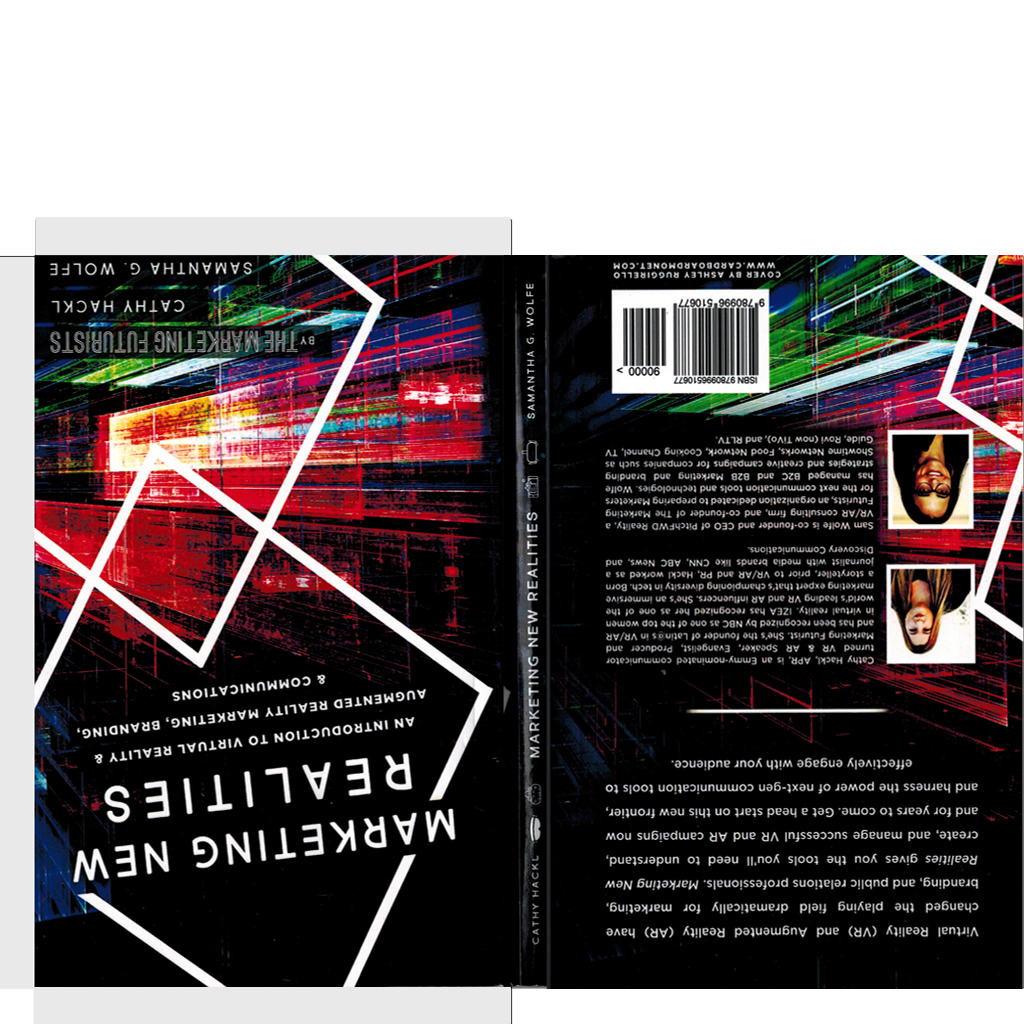 MARKETING NEW
REALITIES
AN INTRODUCTION TO VIRTUAL REALITY &
AUGMENTED REALITY MARKETING, BRANDING,
& COMMUNICATIONS
BY THE MARKETING FUTURISTS
CATHY HACKL
SAMANTHA G. WOLFE
CATHY HACKL
MARKETING NEW REALITIES
SAMANTHA G. WOLFE
Virtual Reality (VR) and Augmented Reality (AR) have
changed the playing field dramatically for marketing,
branding, and public relations professionals. Marketing New
Realities gives you the tools you'll need to understand,
create, and manage successful VR and AR campaigns now
and for years to come. Get a head start on this new frontier,
and harness the power of next-gen communication tools to
effectively engage with your audience.
Cathy Hackl, APR, is an Emmy-nominated communicator
turned VR & AR Speaker, Evangelist, Producer and
Marketing Futurist. She's the founder of Latin@s in VR/AR
and has been recognized by NBC as one of the top women
in virtual reality. IZEA has recognized her as one of the
world's leading VR and AR influencers. She's an immersive
marketing expert that's championing diversity in tech. Born
a storyteller, prior to VR/AR and PR, Hackl worked as a
journalist with media brands like CNN, ABC News, and
Discovery Communications.
Sam Wolfe is co-founder and CEO of PitchFWD Reality, a
VR/AR consulting firm, and co-founder of The Marketing
Futurists, an organization dedicated to preparing Marketers
for the next communication tools and technologies. Wolfe
has managed B2C and B2B Marketing and branding
strategies and creative campaigns for companies such as
Showtime Networks, Food Network, Cooking Channel, TV
Guide, Rovi (now TiVo), and RLTV.
ISBN 9780996510677
90000
9 780996 510677 >
COVER BY ASHLEY RUGGIRELLO
WWW.CARDBOARDMONET.COM